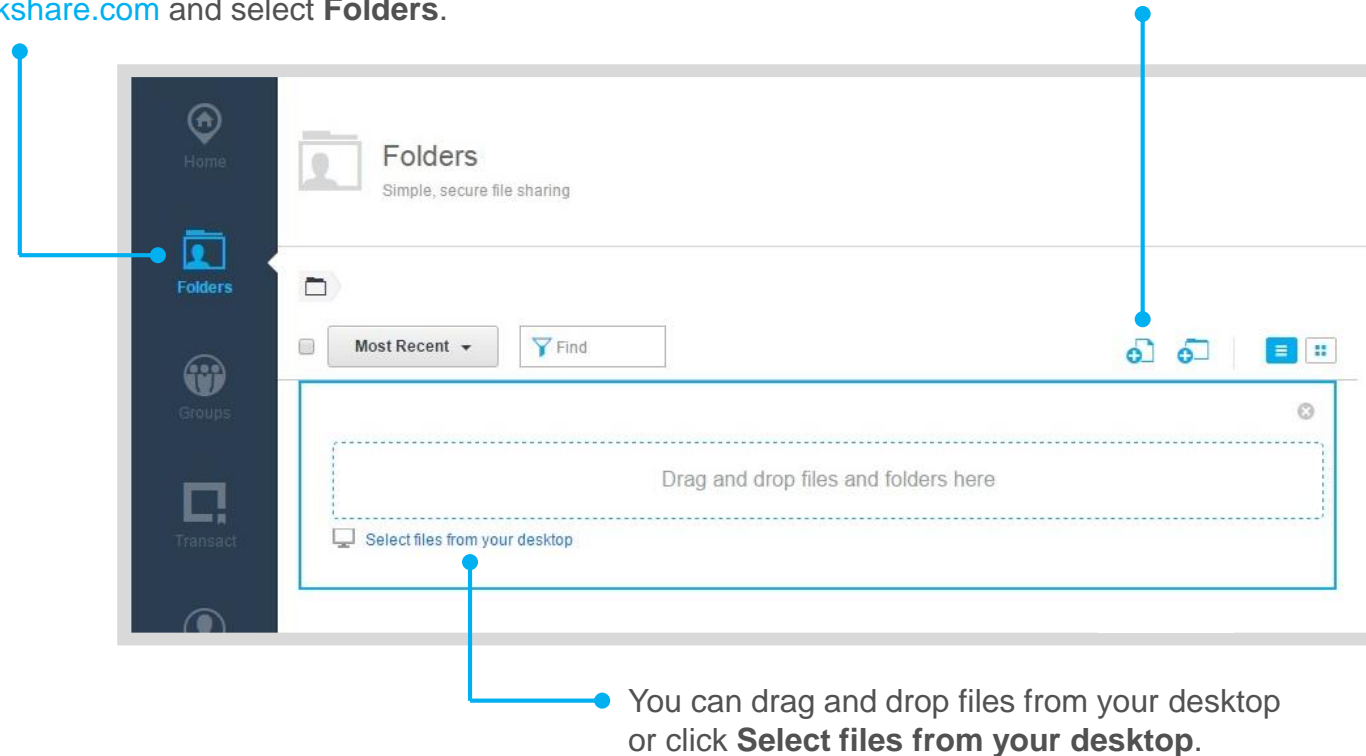 kshare.com and select Folders.
Home
Folders
Simple, secure file sharing
Folders
Most Recent
Find
Groups
Drag and drop files and folders here
Transact
Select files from your desktop
You can drag and drop files from your desktop
or click Select files from your desktop.